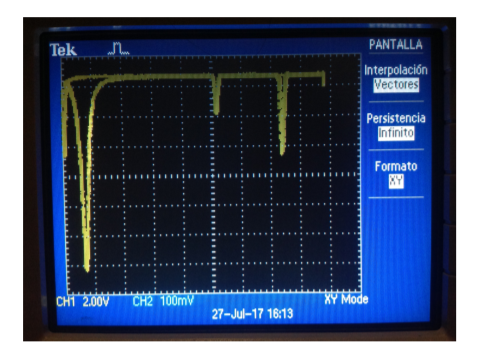 Tek
PANTALLA
Interpolación
Vectores
Persistencia
Infinito
Formato
XY
CH1 2.00V CH2 100mV XY Mode
27-Jul-17 16:13